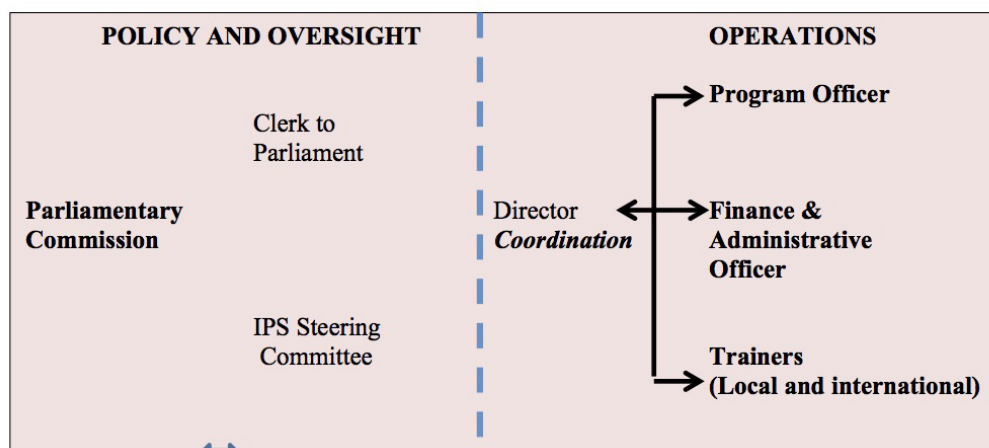 POLICY AND OVERSIGHT
Clerk to
Parliament
Parliamentary
Commission
IPS Steering
Committee
OPERATIONS
Program Officer
Director
Coordination
Finance &
Administrative
Officer
Trainers
(Local and international)